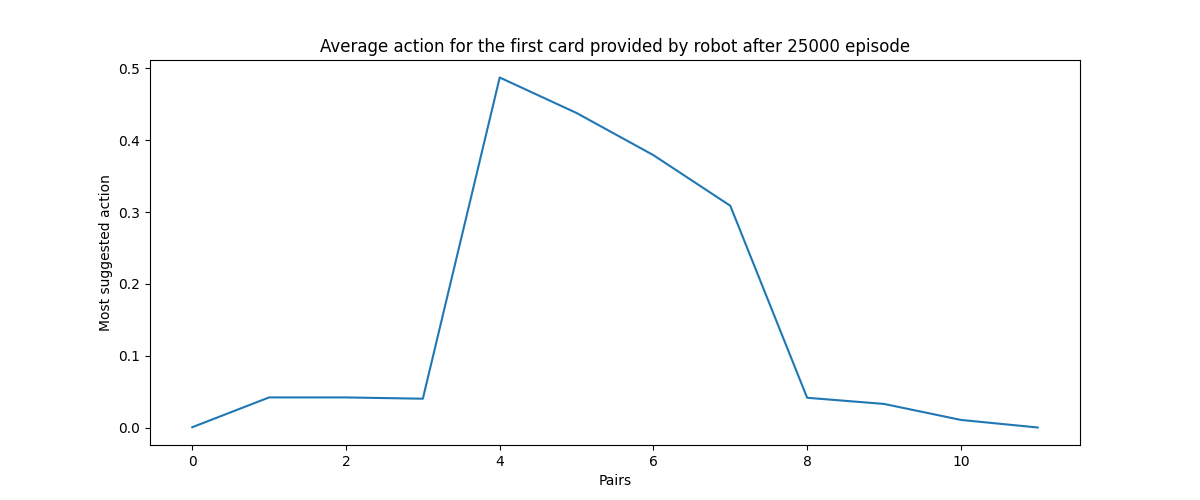 Average action for the first card provided by robot after 25000 episode
Most suggested action
0.5
0.4
0.3
0.2
0.1
0.0
0 2 4 6 8 10
Pairs